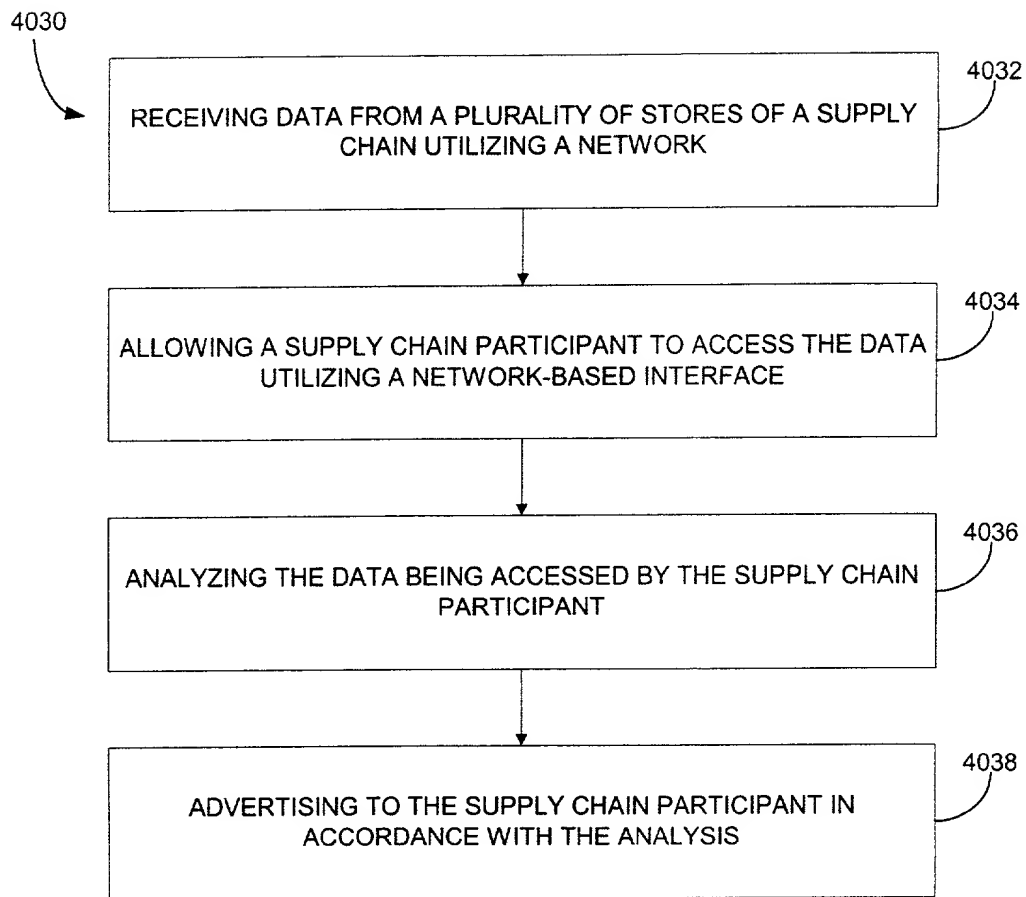 4030
4032
RECEIVING DATA FROM A PLURALITY OF STORES OF A SUPPLY
CHAIN UTILIZING A NETWORK
4034
ALLOWING A SUPPLY CHAIN PARTICIPANT TO ACCESS THE DATA
UTILIZING A NETWORK-BASED INTERFACE
4036
ANALYZING THE DATA BEING ACCESSED BY THE SUPPLY CHAIN
PARTICIPANT
4038
ADVERTISING TO THE SUPPLY CHAIN PARTICIPANT IN
ACCORDANCE WITH THE ANALYSIS